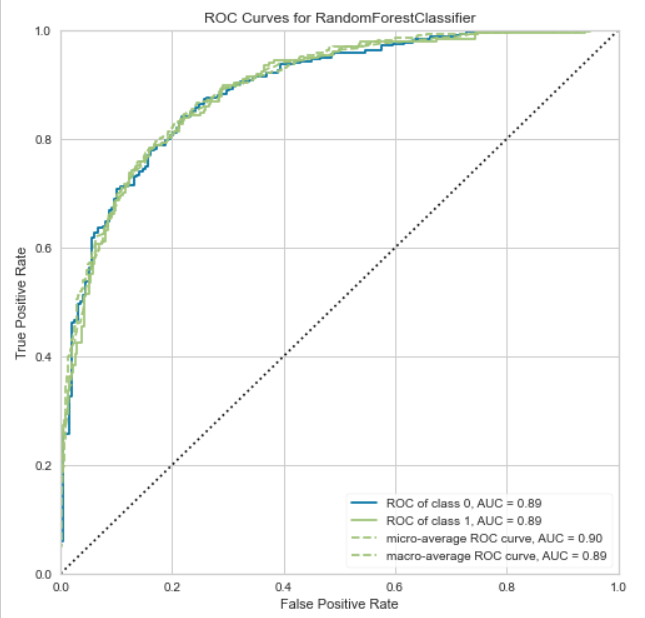 ROC Curves for RandomForestClassifier
1.0
0.8
0.6
0.4
0.2
0.0
True Positive Rate
ROC of class 0, AUC = 0.89
ROC of class 1, AUC = 0.89
micro-average ROC curve, AUC = 0.90
macro-average ROC curve, AUC = 0.89
0.0 0.2 0.4 0.6 0.8 1.0
False Positive Rate